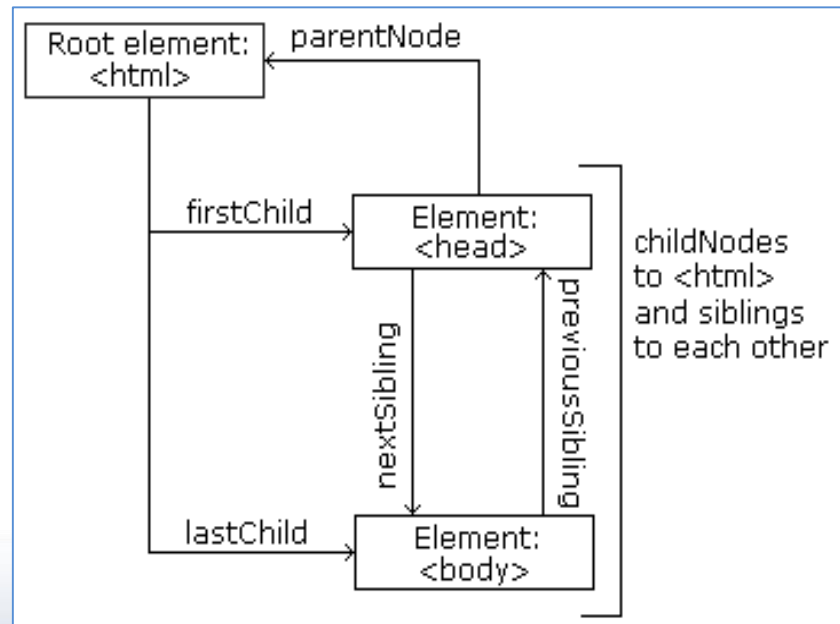 Root element:
<html>
parentNode
firstChild
Element:
<head>
childNodes
to <html>
and siblings
to each other
nextSibling
previousSibling
lastChild
Element:
<body>